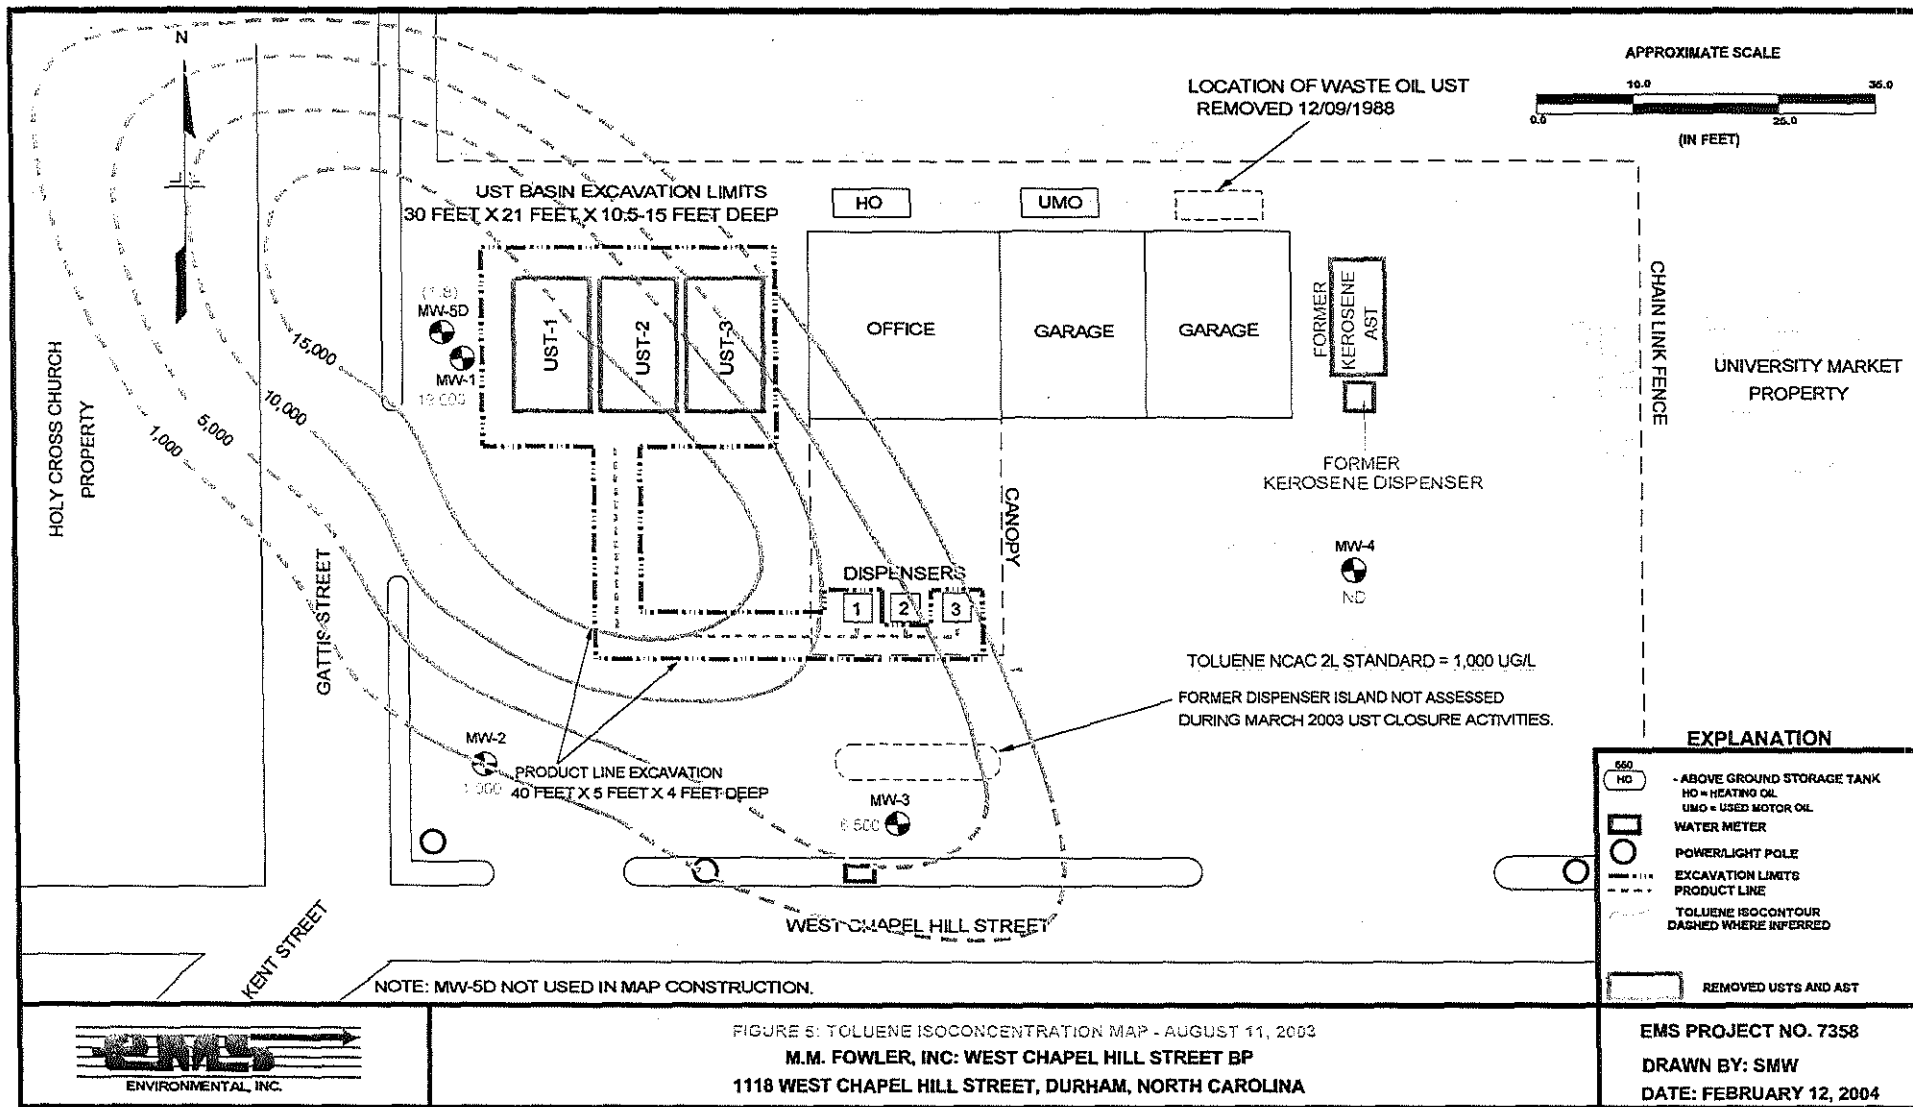 N
APPROXIMATE SCALE
10.0
35.0
0.0
25.0
(IN FEET)
LOCATION OF WASTE OIL UST
REMOVED 12/09/1988
UST BASIN EXCAVATION LIMITS
30 FEET X 21 FEET X 10.5-15 FEET DEEP
HO
UMO
UST-1
UST-2
UST-3
OFFICE
GARAGE
GARAGE
FORMER
KEROSENE
AST
CHAIN LINK FENCE
UNIVERSITY MARKET
PROPERTY
MW-5D
MW-1
15,000
10,000
5,000
1,000
HOLY CROSS CHURCH
PROPERTY
FORMER
KEROSENE DISPENSER
CANOPY
MW-4
ND
DISPENSERS
1
2
3
GATTIS STREET
TOLUENE NCAC 2L STANDARD = 1,000 UG/L
FORMER DISPENSER ISLAND NOT ASSESSED
DURING MARCH 2003 UST CLOSURE ACTIVITIES.
MW-2
PRODUCT LINE EXCAVATION
40 FEET X 5 FEET X 4 FEET DEEP
MW-3
6 500
WEST CHAPEL HILL STREET
KENT STREET
NOTE: MW-5D NOT USED IN MAP CONSTRUCTION.
EXPLANATION
550
HO
- ABOVE GROUND STORAGE TANK
HO = HEATING OIL
UMO = USED MOTOR OIL
WATER METER
POWER/LIGHT POLE
EXCAVATION LIMITS
PRODUCT LINE
TOLUENE ISOCONTOUR
DASHED WHERE INFERRED
REMOVED USTS AND AST
ems
ENVIRONMENTAL, INC.
FIGURE 5: TOLUENE ISOCONCENTRATION MAP - AUGUST 11, 2003
M.M. FOWLER, INC: WEST CHAPEL HILL STREET BP
1118 WEST CHAPEL HILL STREET, DURHAM, NORTH CAROLINA
EMS PROJECT NO. 7358
DRAWN BY: SMW
DATE: FEBRUARY 12, 2004